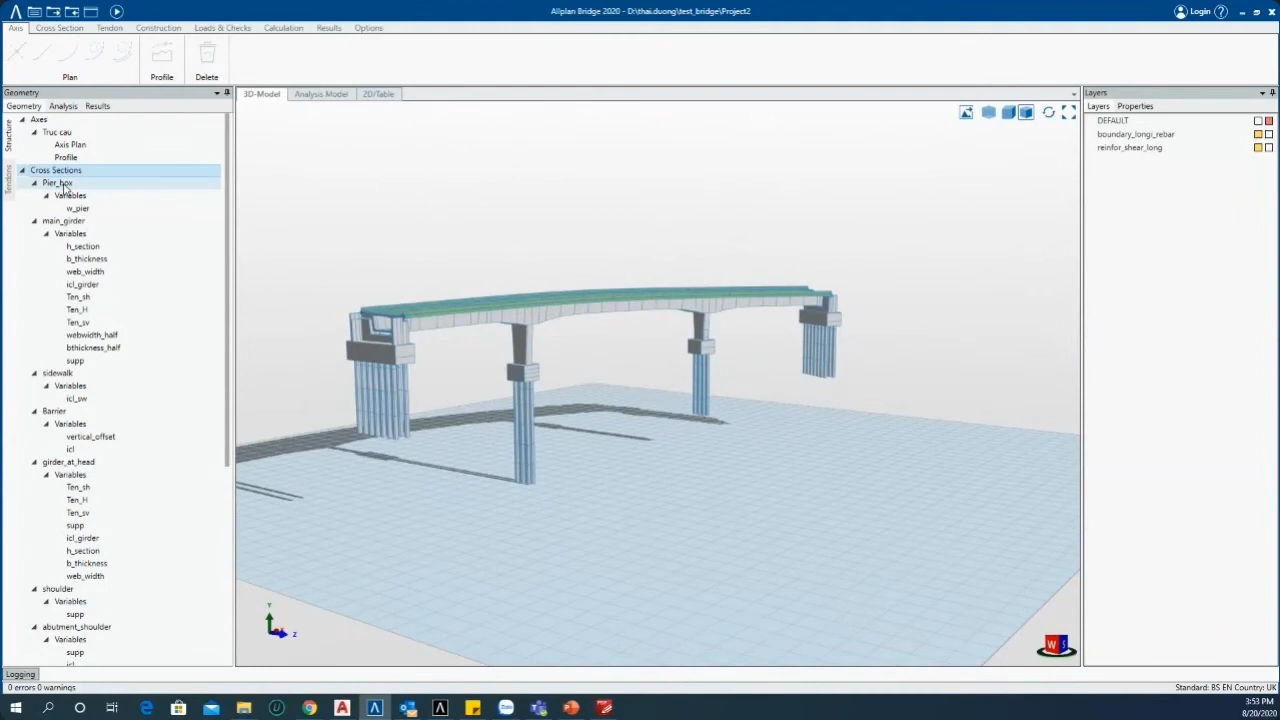 Allplan Bridge 2020 - D:\thai.duong\test_bridge\Project2
Login
Axis Cross Section Tendon Construction Loads & Checks Calculation Results Options
Plan Profile Delete
Geometry
Geometry Analysis Results
Structure
Tendons
Axes
Truc cau
Axis Plan
Profile
Cross Sections
Pier_box
Variables
w_pier
main_girder
Variables
h_section
b_thickness
web_width
icl_girder
Ten_sh
Ten_H
Ten_sv
webwidth_half
bthickness_half
supp
sidewalk
Variables
icl_sw
Barrier
Variables
vertical_offset
icl
girder_at_head
Variables
Ten_sh
Ten_H
Ten_sv
supp
icl_girder
h_section
b_thickness
web_width
shoulder
Variables
supp
abutment_shoulder
Variables
supp
icl
3D-Model Analysis Model 2D/Table
Y
Z
W S
Layers
Layers Properties
DEFAULT
boundary_longi_rebar
reinfor_shear_long
Logging
0 errors 0 warnings
Standard: BS EN Country: UK
3:53 PM
8/20/2020